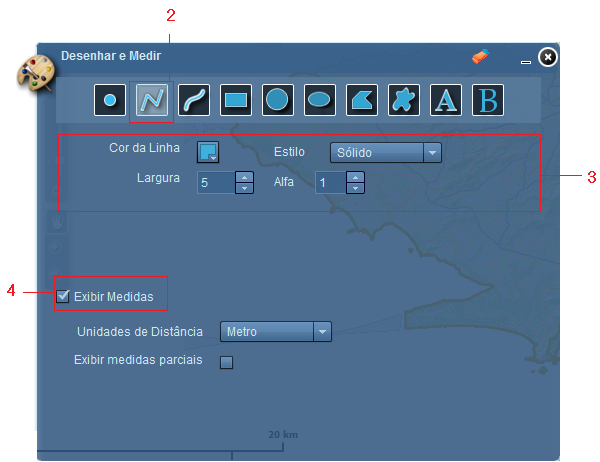 2
Desenhar e Medir
A B
Cor da Linha Estilo Sólido
Largura 5 Alfa 1
3
4
Exibir Medidas
Unidades de Distância Metro
Exibir medidas parciais
20 km